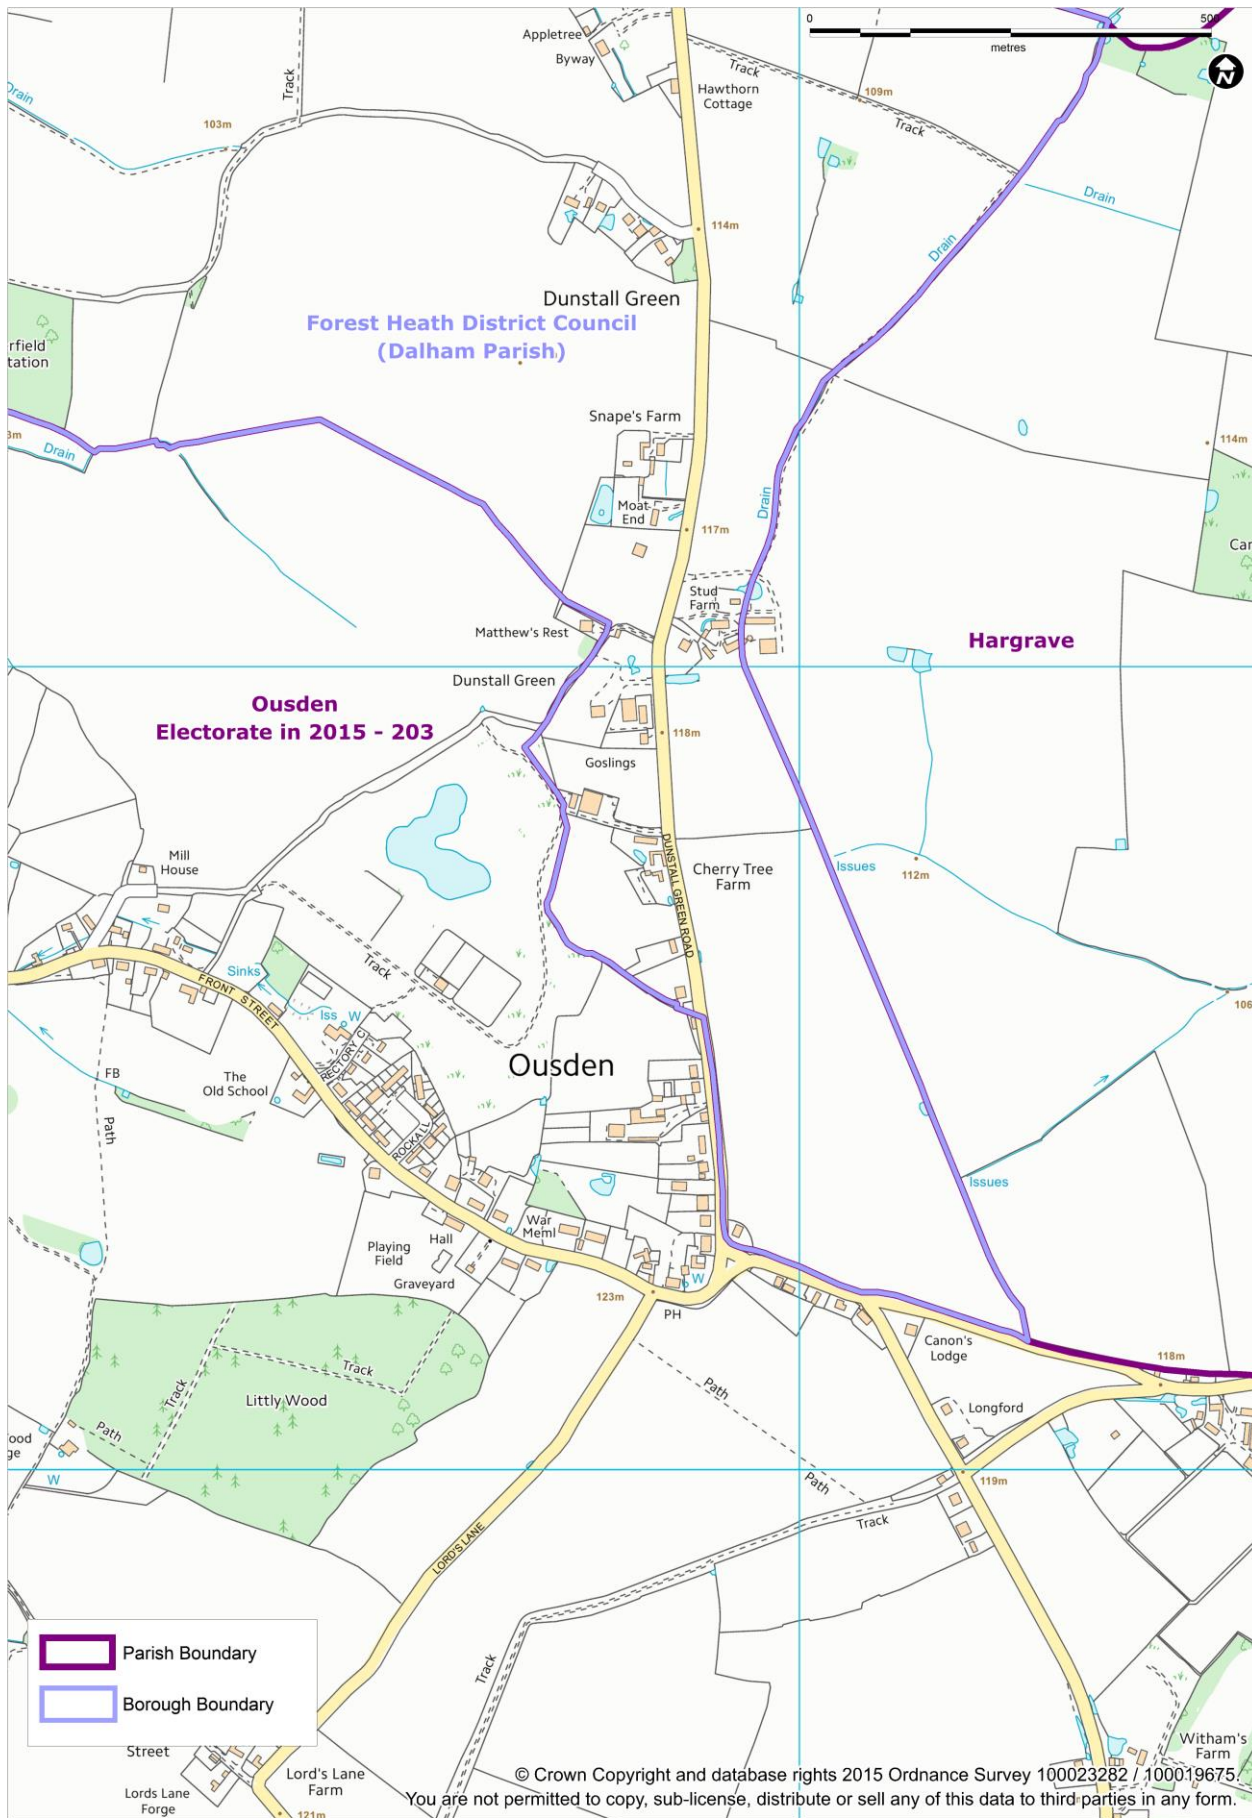 0
500
metres
N
Appletree
Byway
Track
Hawthorn
Cottage
Track
109m
Track
Drain
103m
Drain
Drain
114m
Dunstall Green
Forest Heath District Council
(Dalham Parish)
Snape's Farm
114m
Drain
Drain
Moat
End
117m
Stud
Farm
Matthew's Rest
Hargrave
Dunstall Green
Ousden
Electorate in 2015 - 203
118m
Goslings
DUNSTALL GREEN ROAD
Cherry Tree
Farm
Issues
112m
Mill
House
Track
Sinks
FRONT STREET
Iss
W
RECTORY
Ousden
The
Old School
FB
Path
ROCKALL
Issues
War
Meml
Hall
Playing
Field
Graveyard
W
123m
PH
Canon's
Lodge
118m
Track
Track
Littly Wood
Path
Path
Path
Longford
119m
Track
W
LORD'S LANE
Track
Parish Boundary
Borough Boundary
Street
Lord's Lane
Farm
Lords Lane
Forge
121m
Witham's
Farm
© Crown Copyright and database rights 2015 Ordnance Survey 100023282 / 100019675.
You are not permitted to copy, sub-license, distribute or sell any of this data to third parties in any form.